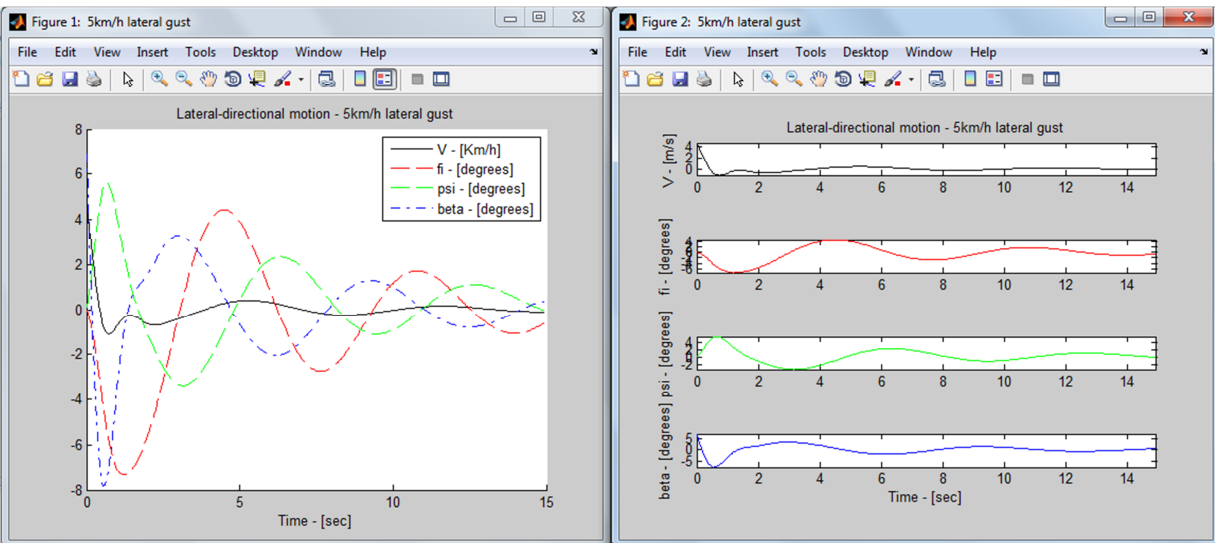 Figure 1: 5km/h lateral gust
File Edit View Insert Tools Desktop Window Help
Lateral-directional motion - 5km/h lateral gust
8
6
4
2
0
-2
-4
-6
-8
0 5 10 15
Time - [sec]
V - [Km/h]
fi - [degrees]
psi - [degrees]
beta - [degrees]
Figure 2: 5km/h lateral gust
File Edit View Insert Tools Desktop Window Help
Lateral-directional motion - 5km/h lateral gust
V - [m/s]
4
2
0
0 2 4 6 8 10 12 14
fi - [degrees]
4
2
0
-2
-4
-6
0 2 4 6 8 10 12 14
psi - [degrees]
4
2
0
-2
0 2 4 6 8 10 12 14
beta - [degrees]
5
0
-5
0 2 4 6 8 10 12 14
Time - [sec]